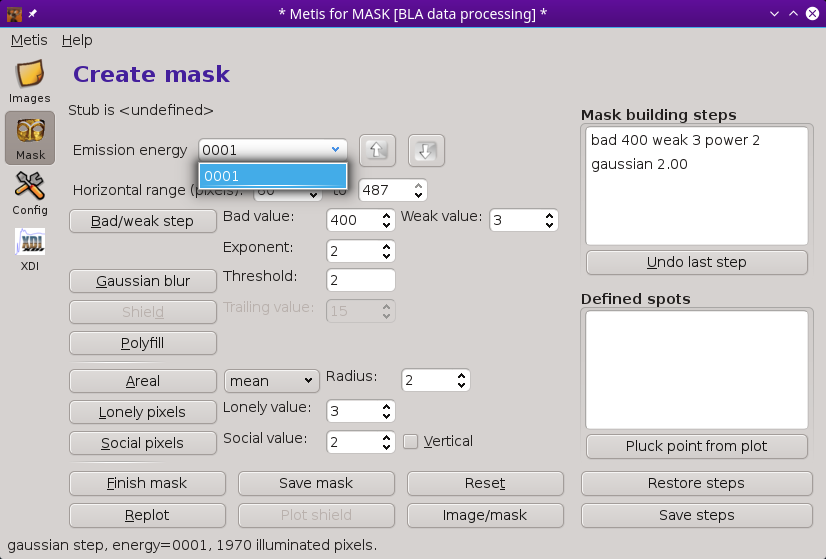 * Metis for MASK [BLA data processing] *
Metis Help
Images
Mask
Config
XDI
Create mask
Stub is <undefined>
Emission energy 0001
0001
Horizontal range (pixels): to 487
Bad/weak step Bad value: 400 Weak value: 3
Exponent: 2
Gaussian blur Threshold: 2
Shield Trailing value: 15
Polyfill
Areal mean Radius: 2
Lonely pixels Lonely value: 3
Social pixels Social value: 2 Vertical
Finish mask Save mask Reset
Replot Plot shield Image/mask
Mask building steps
bad 400 weak 3 power 2
gaussian 2.00
Undo last step
Defined spots
Pluck point from plot
Restore steps
Save steps
gaussian step, energy=0001, 1970 illuminated pixels.